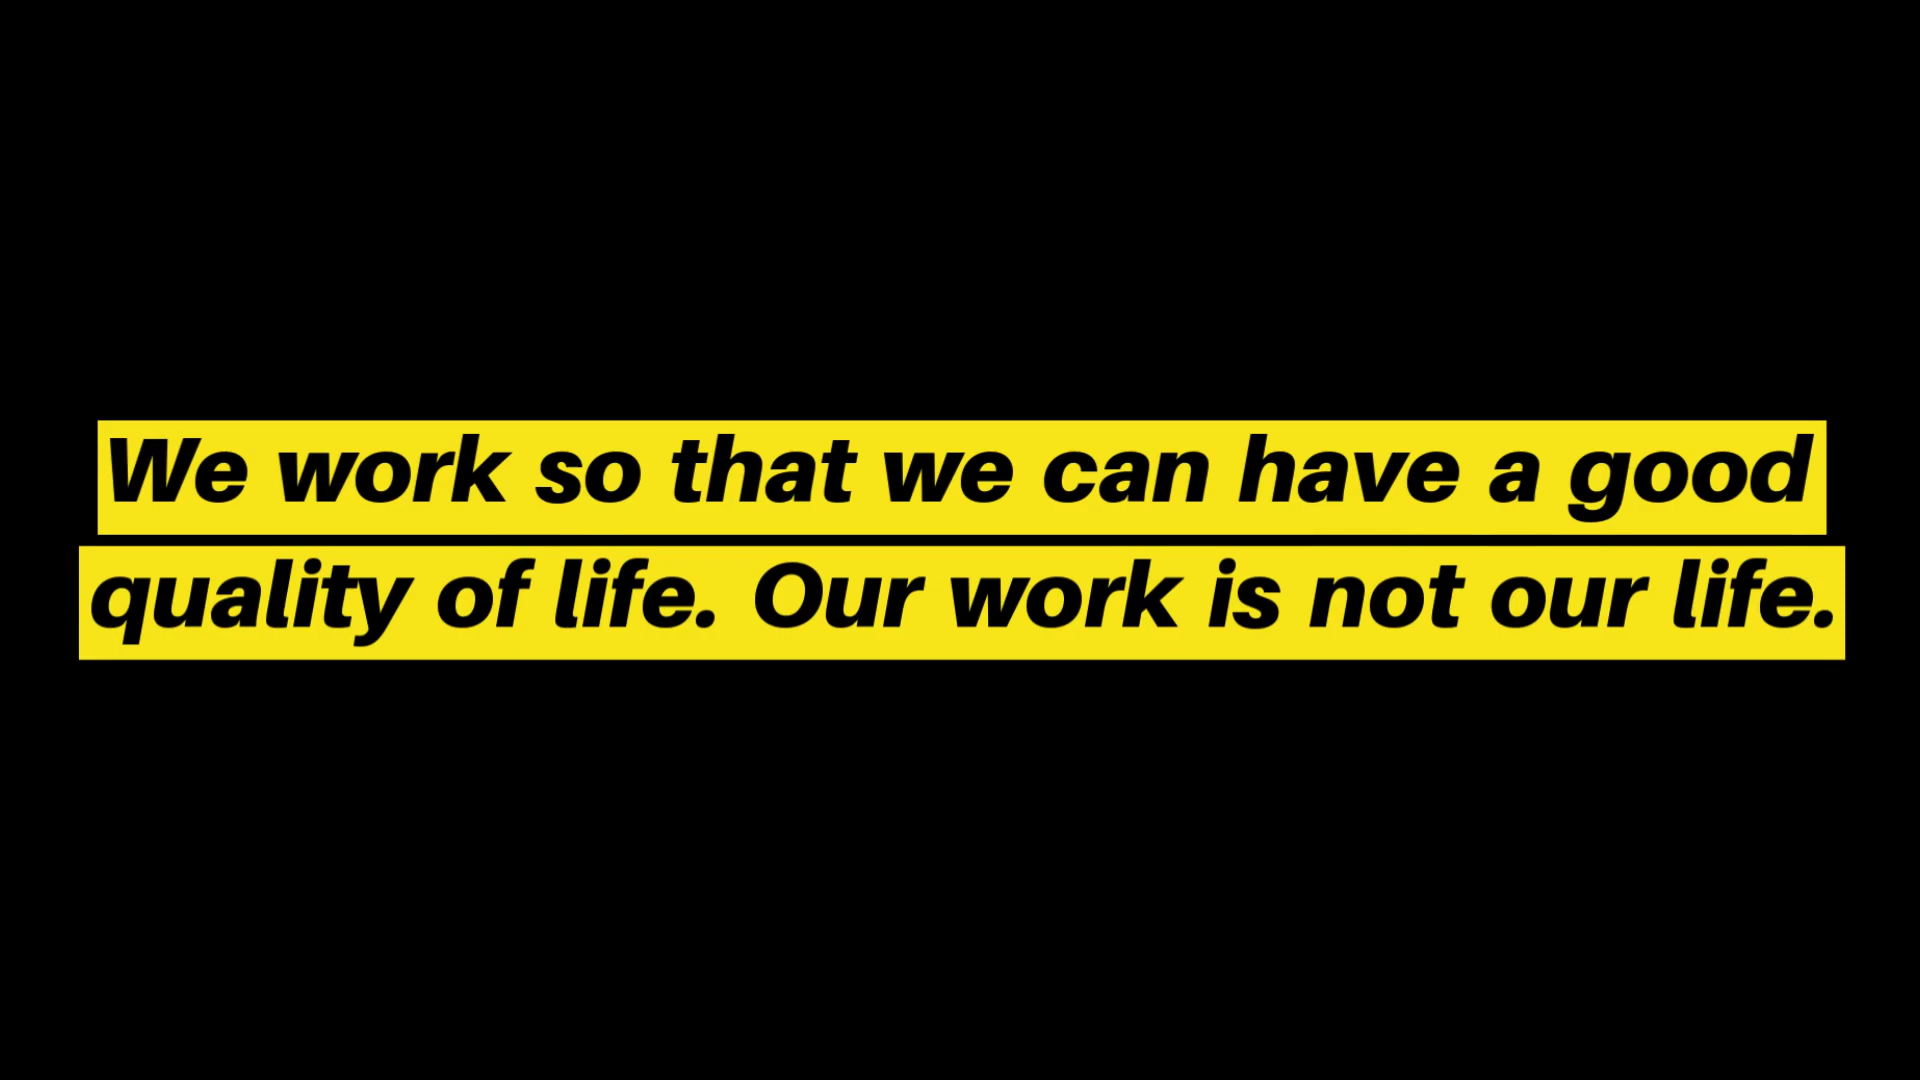 We work so that we can have a good
quality of life. Our work is not our life.